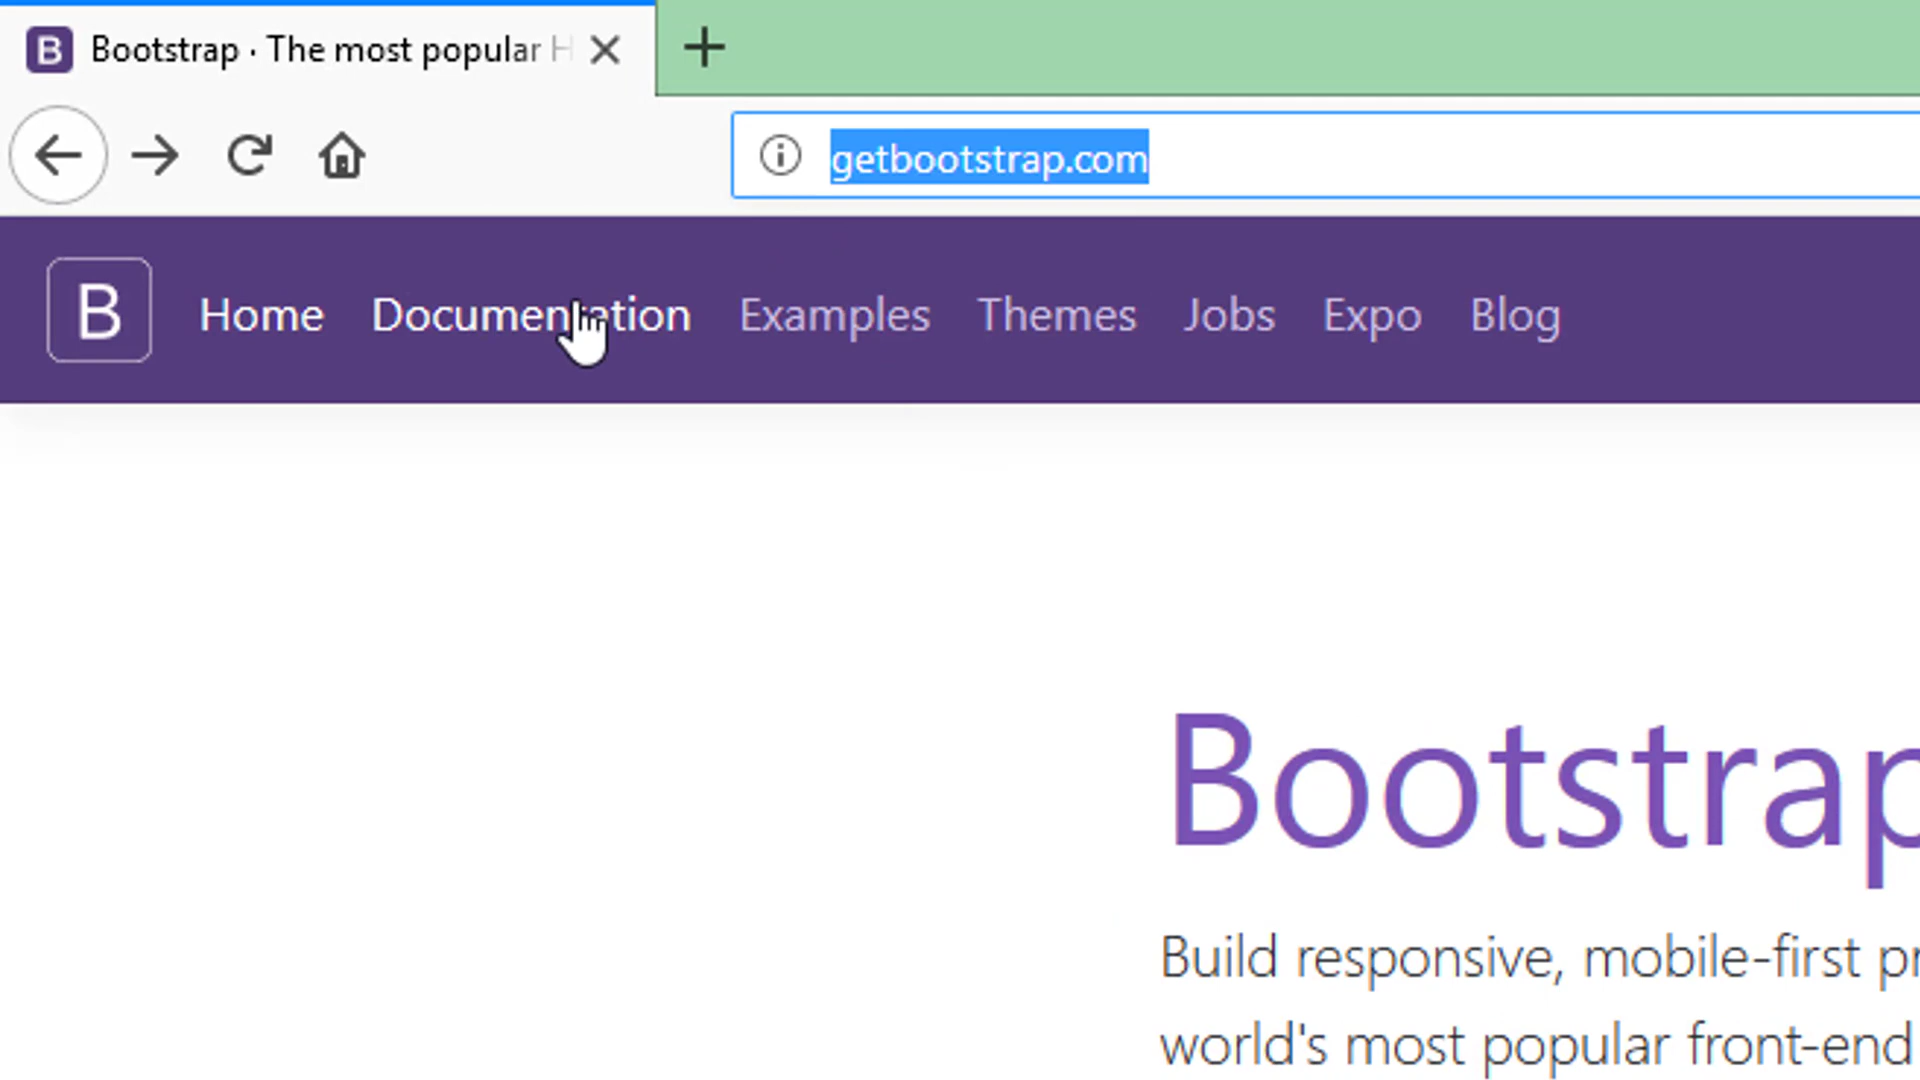 B Bootstrap · The most popular H
getbootstrap.com
B Home Documentation Examples Themes Jobs Expo Blog
Bootstrap
Build responsive, mobile-first pr
world's most popular front-end